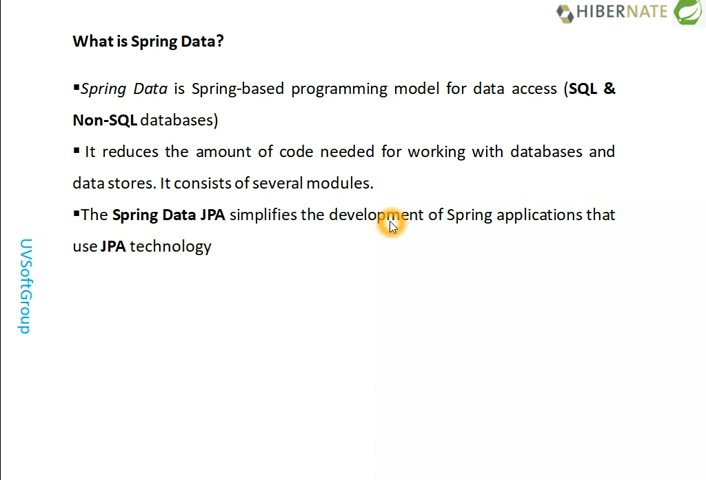 HIBERNATE
What is Spring Data?
▪Spring Data is Spring-based programming model for data access (SQL &
Non-SQL databases)
▪ It reduces the amount of code needed for working with databases and
data stores. It consists of several modules.
▪The Spring Data JPA simplifies the development of Spring applications that
use JPA technology
UVSoftGroup